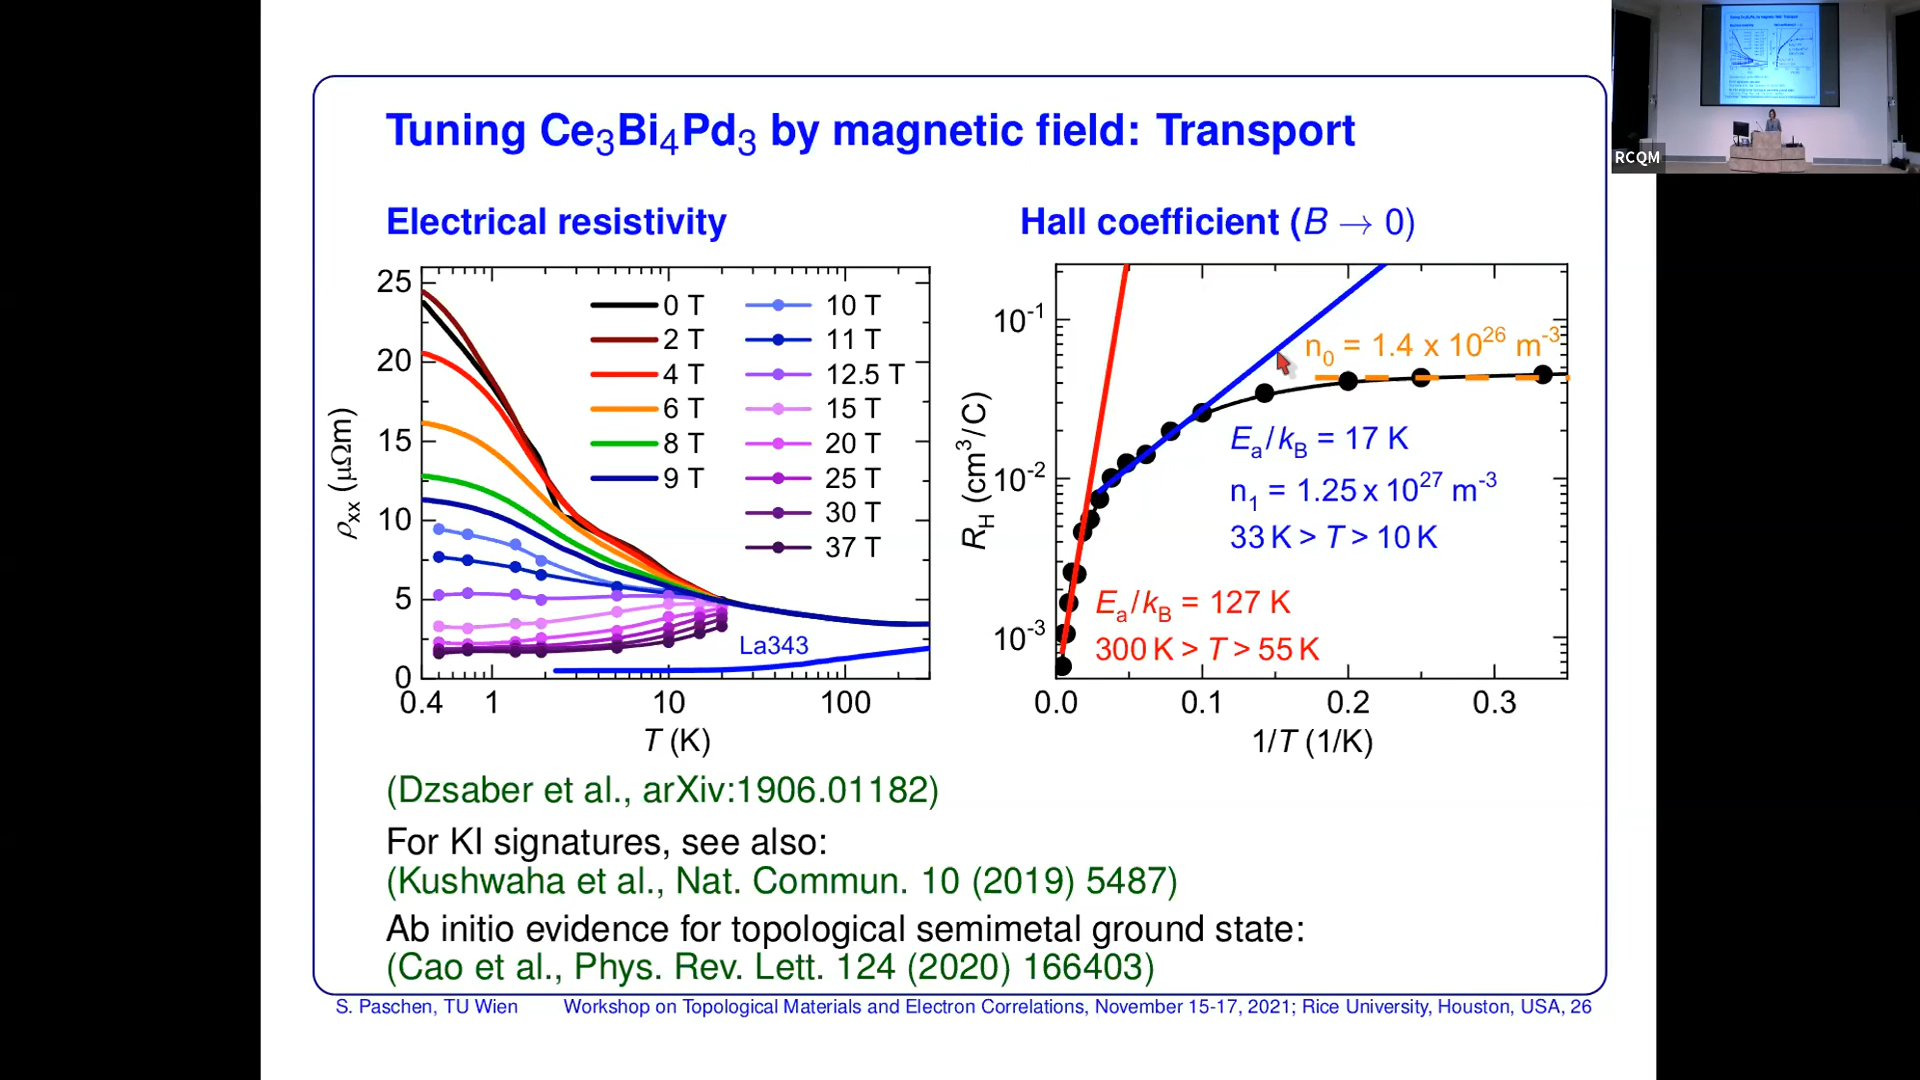 Tuning Ce3Bi4Pd3 by magnetic field: Transport
RCQM
Electrical resistivity
25
20
15
10
5
0
ρxx (μΩm)
0 T
2 T
4 T
6 T
8 T
9 T
10 T
11 T
12.5 T
15 T
20 T
25 T
30 T
37 T
La343
0.4 1 10 100
T (K)
Hall coefficient (B → 0)
10-1
10-2
10-3
RH (cm3/C)
n0 = 1.4 x 1026 m-3
Ea/kB = 17 K
n1 = 1.25 x 1027 m-3
33 K > T > 10 K
Ea/kB = 127 K
300 K > T > 55 K
0.0 0.1 0.2 0.3
1/T (1/K)
(Dzsaber et al., arXiv:1906.01182)
For KI signatures, see also:
(Kushwaha et al., Nat. Commun. 10 (2019) 5487)
Ab initio evidence for topological semimetal ground state:
(Cao et al., Phys. Rev. Lett. 124 (2020) 166403)
S. Paschen, TU Wien Workshop on Topological Materials and Electron Correlations, November 15-17, 2021; Rice University, Houston, USA, 26